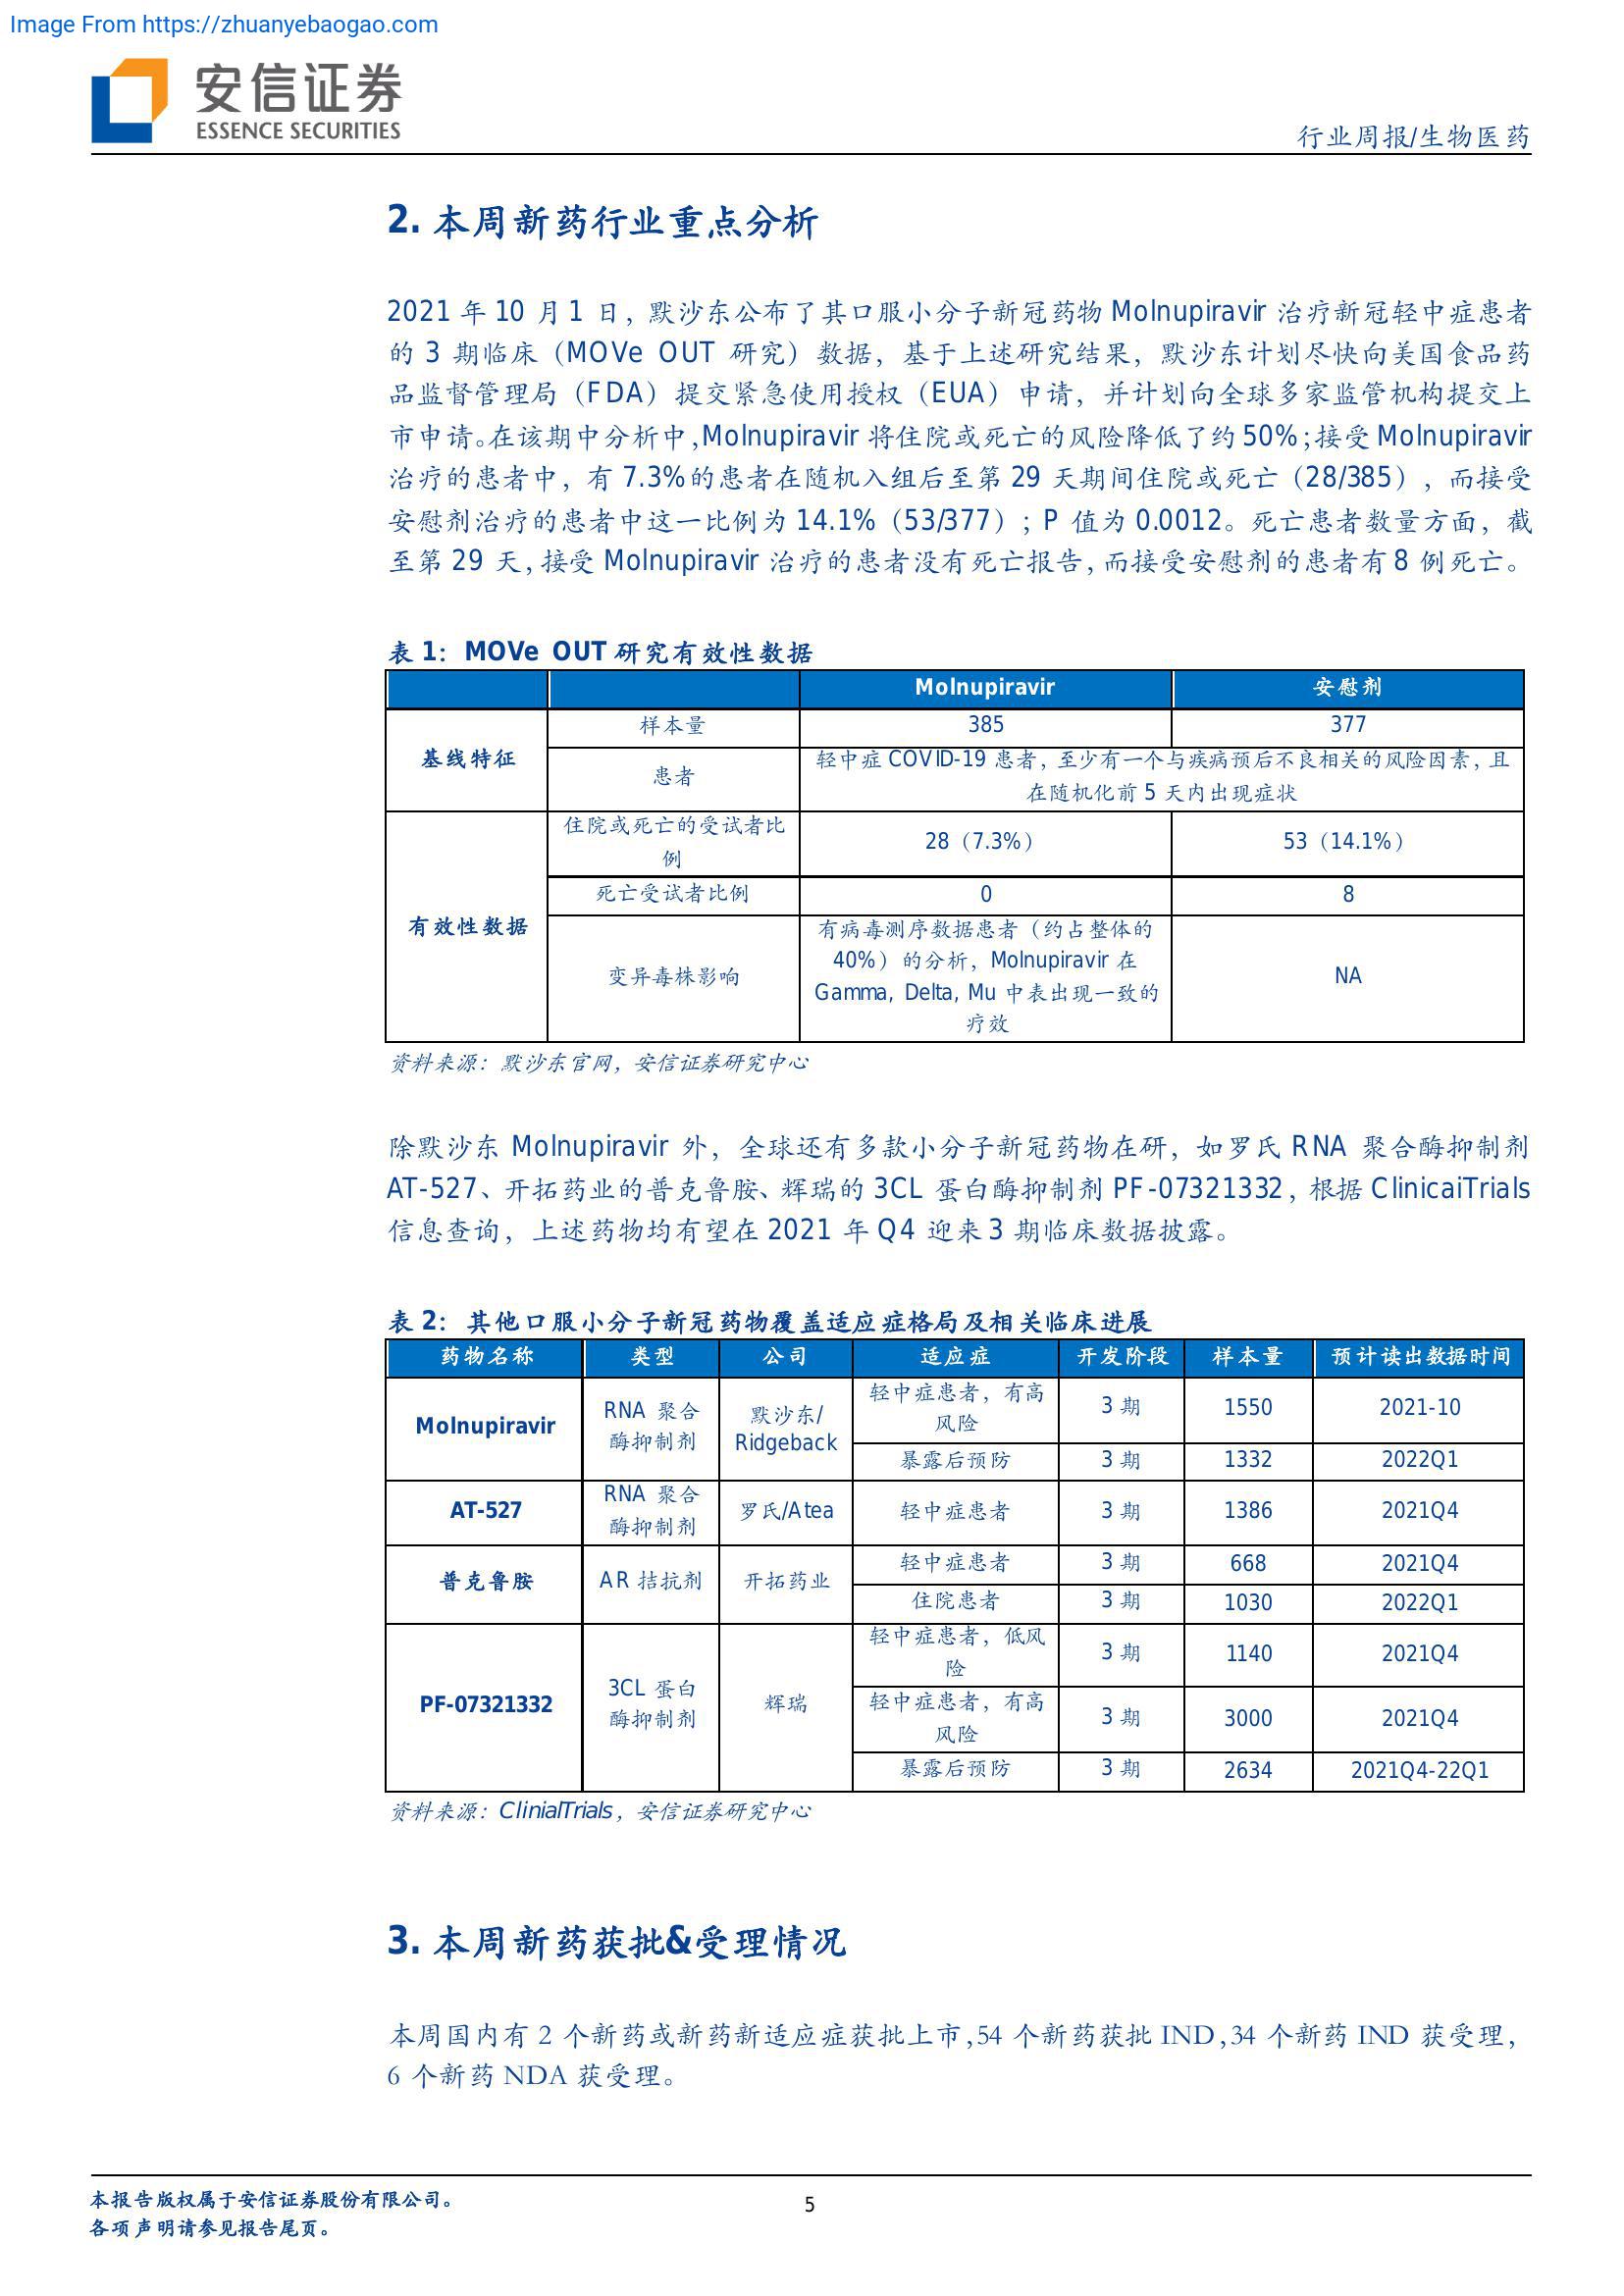 Image From https://zhuanyebaogao.com
安信证券
ESSENCE SECURITIES
行业周报/生物医药
2. 本周新药行业重点分析
2021 年 10 月 1 日，默沙东公布了其口服小分子新冠药物 Molnupiravir 治疗新冠轻中症患者
的 3 期临床（MOVe OUT 研究）数据，基于上述研究结果，默沙东计划尽快向美国食品药
品监督管理局（FDA）提交紧急使用授权（EUA）申请，并计划向全球多家监管机构提交上
市申请。在该期中分析中，Molnupiravir 将住院或死亡的风险降低了约 50%；接受 Molnupiravir
治疗的患者中，有 7.3%的患者在随机入组后至第 29 天期间住院或死亡（28/385），而接受
安慰剂治疗的患者中这一比例为 14.1%（53/377）；P 值为 0.0012。死亡患者数量方面，截
至第 29 天，接受 Molnupiravir 治疗的患者没有死亡报告，而接受安慰剂的患者有 8 例死亡。
表 1：MOVe OUT 研究有效性数据
Molnupiravir 安慰剂
基线特征 样本量 385 377
患者 轻中症 COVID-19 患者，至少有一个与疾病预后不良相关的风险因素，且
在随机化前 5 天内出现症状
有效性数据 住院或死亡的受试者比
例 28（7.3%） 53（14.1%）
死亡受试者比例 0 8
变异毒株影响 有病毒测序数据患者（约占整体的
40%）的分析，Molnupiravir 在
Gamma, Delta, Mu 中表出现一致的
疗效 NA
资料来源：默沙东官网，安信证券研究中心
除默沙东 Molnupiravir 外，全球还有多款小分子新冠药物在研，如罗氏 RNA 聚合酶抑制剂
AT-527、开拓药业的普克鲁胺、辉瑞的 3CL 蛋白酶抑制剂 PF-07321332，根据 ClinicaiTrials
信息查询，上述药物均有望在 2021 年 Q4 迎来 3 期临床数据披露。
表 2：其他口服小分子新冠药物覆盖适应症格局及相关临床进展
药物名称 类型 公司 适应症 开发阶段 样本量 预计读出数据时间
Molnupiravir RNA 聚合
酶抑制剂 默沙东/
Ridgeback 轻中症患者，有高
风险 3 期 1550 2021-10
暴露后预防 3 期 1332 2022Q1
AT-527 RNA 聚合
酶抑制剂 罗氏/Atea 轻中症患者 3 期 1386 2021Q4
普克鲁胺 AR 拮抗剂 开拓药业 轻中症患者 3 期 668 2021Q4
住院患者 3 期 1030 2022Q1
PF-07321332 3CL 蛋白
酶抑制剂 辉瑞 轻中症患者，低风
险 3 期 1140 2021Q4
轻中症患者，有高
风险 3 期 3000 2021Q4
暴露后预防 3 期 2634 2021Q4-22Q1
资料来源：ClinialTrials，安信证券研究中心
3. 本周新药获批&受理情况
本周国内有 2 个新药或新药新适应症获批上市，54 个新药获批 IND，34 个新药 IND 获受理，
6 个新药 NDA 获受理。
本报告版权属于安信证券股份有限公司。
各项声明请参见报告尾页。
5